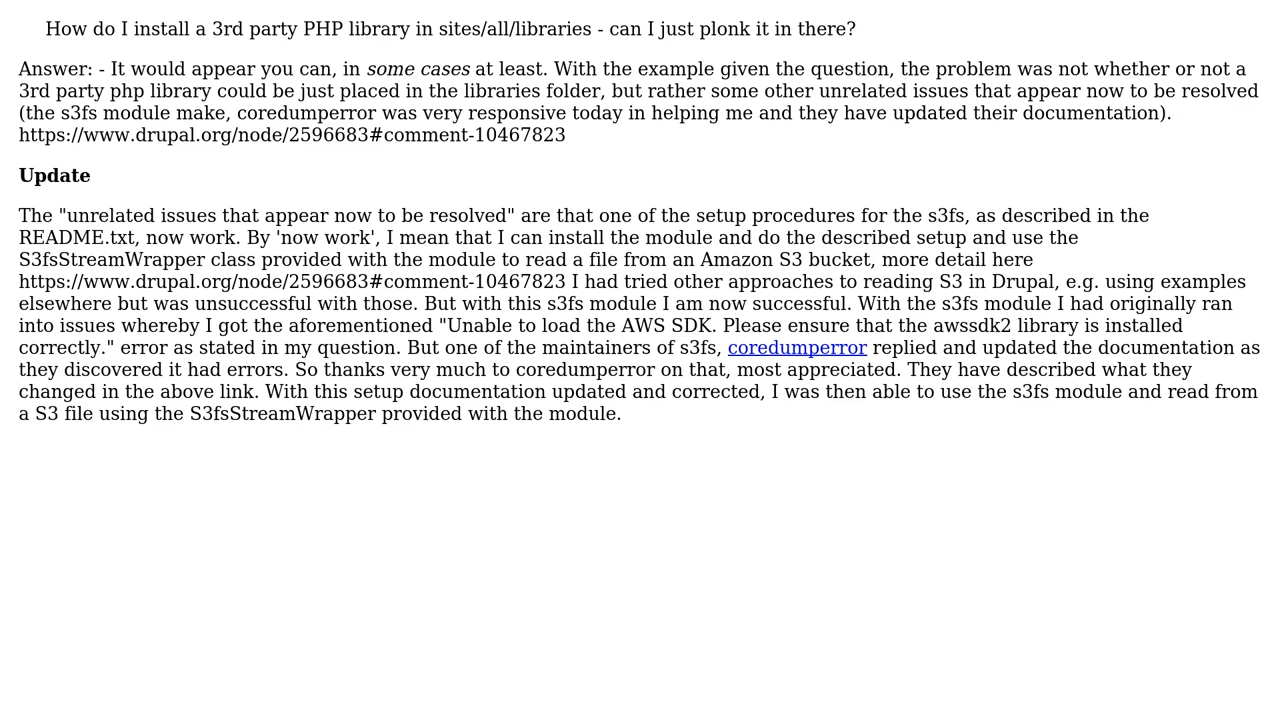 How do I install a 3rd party PHP library in sites/all/libraries - can I just plonk it in there?
Answer: - It would appear you can, in some cases at least. With the example given the question, the problem was not whether or not a
3rd party php library could be just placed in the libraries folder, but rather some other unrelated issues that appear now to be resolved
(the s3fs module make, coredumperror was very responsive today in helping me and they have updated their documentation).
https://www.drupal.org/node/2596683#comment-10467823
Update
The "unrelated issues that appear now to be resolved" are that one of the setup procedures for the s3fs, as described in the
README.txt, now work. By 'now work', I mean that I can install the module and do the described setup and use the
S3fsStreamWrapper class provided with the module to read a file from an Amazon S3 bucket, more detail here
https://www.drupal.org/node/2596683#comment-10467823 I had tried other approaches to reading S3 in Drupal, e.g. using examples
elsewhere but was unsuccessful with those. But with this s3fs module I am now successful. With the s3fs module I had originally ran
into issues whereby I got the aforementioned "Unable to load the AWS SDK. Please ensure that the awssdk2 library is installed
correctly." error as stated in my question. But one of the maintainers of s3fs, coredumperror replied and updated the documentation as
they discovered it had errors. So thanks very much to coredumperror on that, most appreciated. They have described what they
changed in the above link. With this setup documentation updated and corrected, I was then able to use the s3fs module and read from
a S3 file using the S3fsStreamWrapper provided with the module.